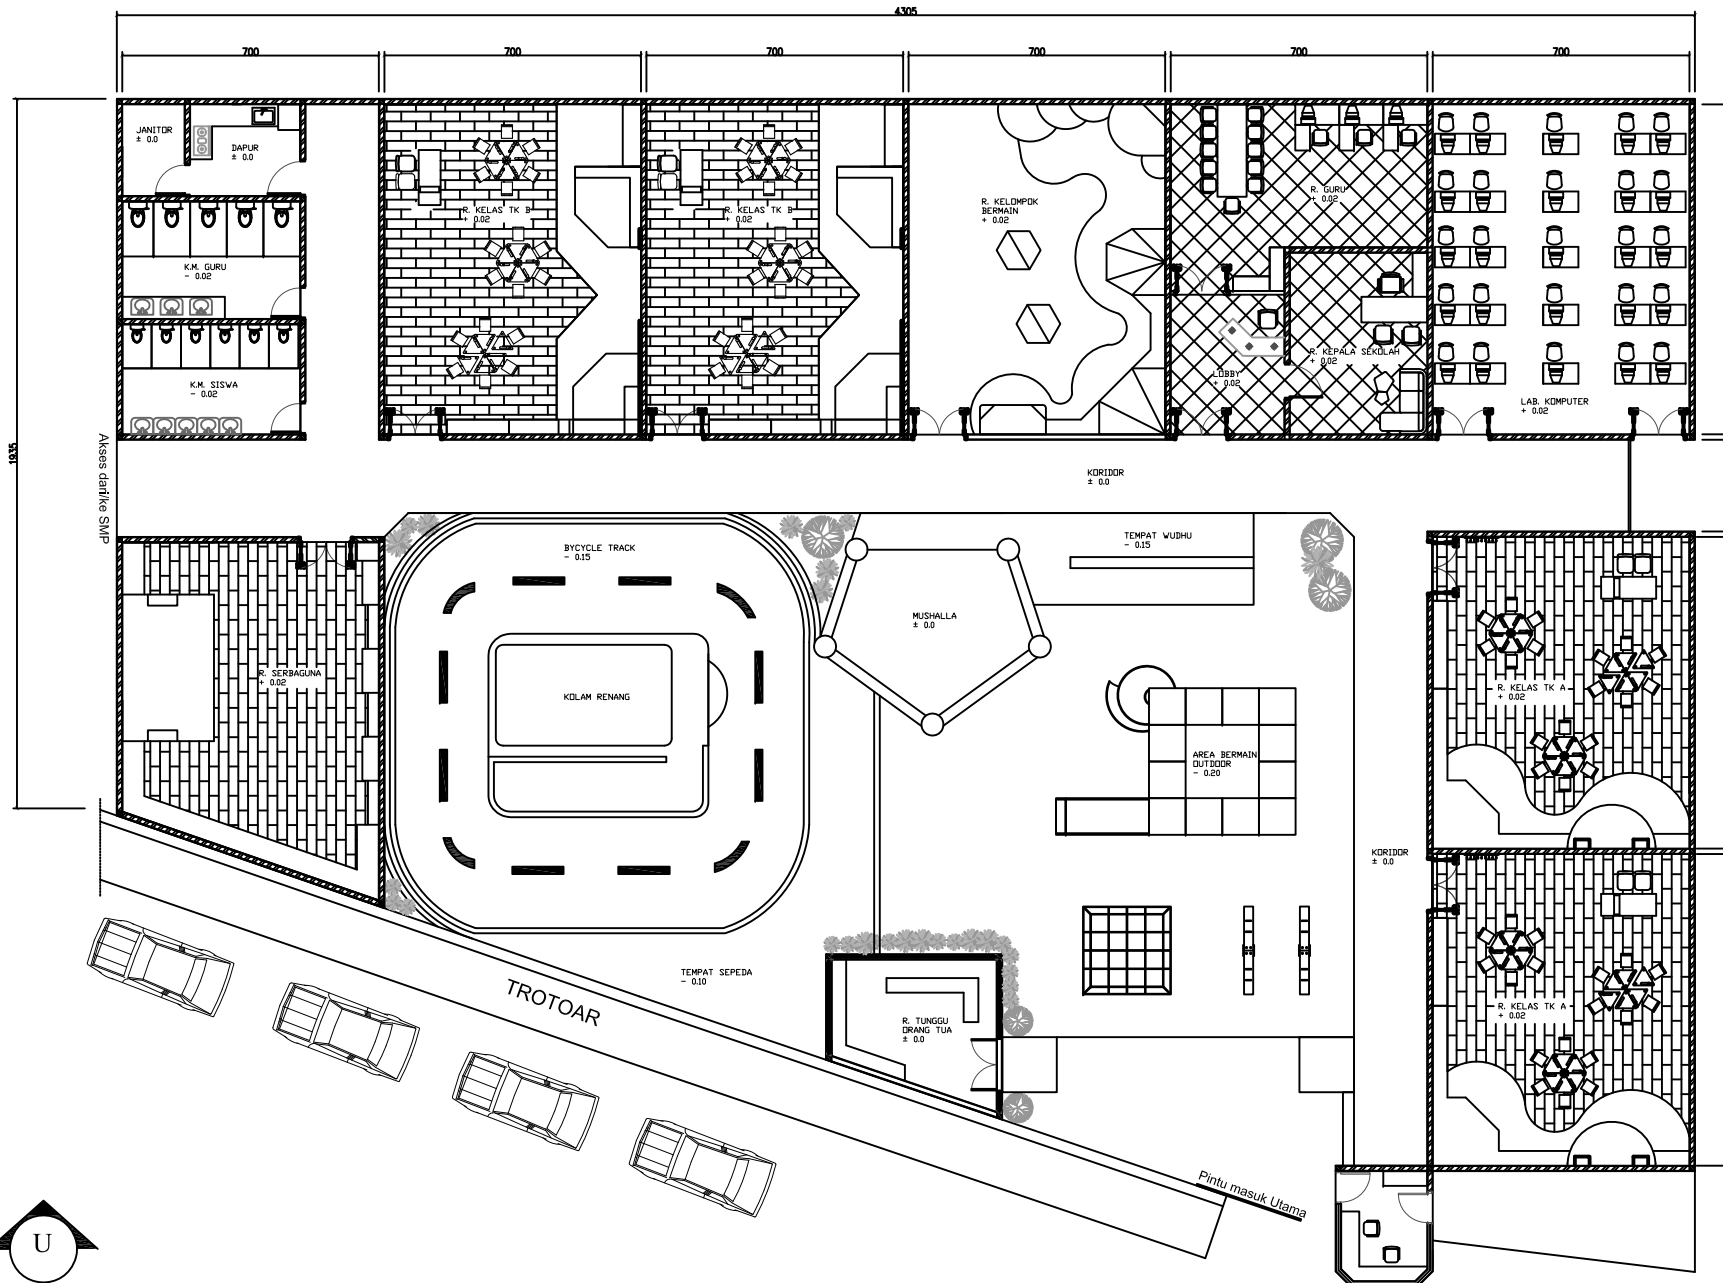 4305
700
700
700
700
700
700
1935
JANITOR
± 0.0
DAPUR
± 0.0
K.M. GURU
- 0.02
K.M. SISWA
- 0.02
R. KELAS TK B
+ 0.02
R. KELAS TK B
+ 0.02
R. KELOMPOK
BERMAIN
+ 0.02
R. GURU
+ 0.02
R. KEPALA SEKOLAH
+ 0.02
LOBBY
+ 0.02
LAB. KOMPUTER
+ 0.02
Akses dari/ke SMP
KORIDOR
± 0.0
BYCYCLE TRACK
- 0.15
TEMPAT WUDHU
- 0.15
MUSHALLA
± 0.0
R. SERBAGUNA
+ 0.02
KOLAM RENANG
AREA BERMAIN
OUTDOOR
- 0.20
R. KELAS TK A
+ 0.02
KORIDOR
± 0.0
TEMPAT SEPEDA
- 0.10
TROTOAR
R. TUNGGU
ORANG TUA
± 0.0
R. KELAS TK A
+ 0.02
Pintu masuk Utama
U